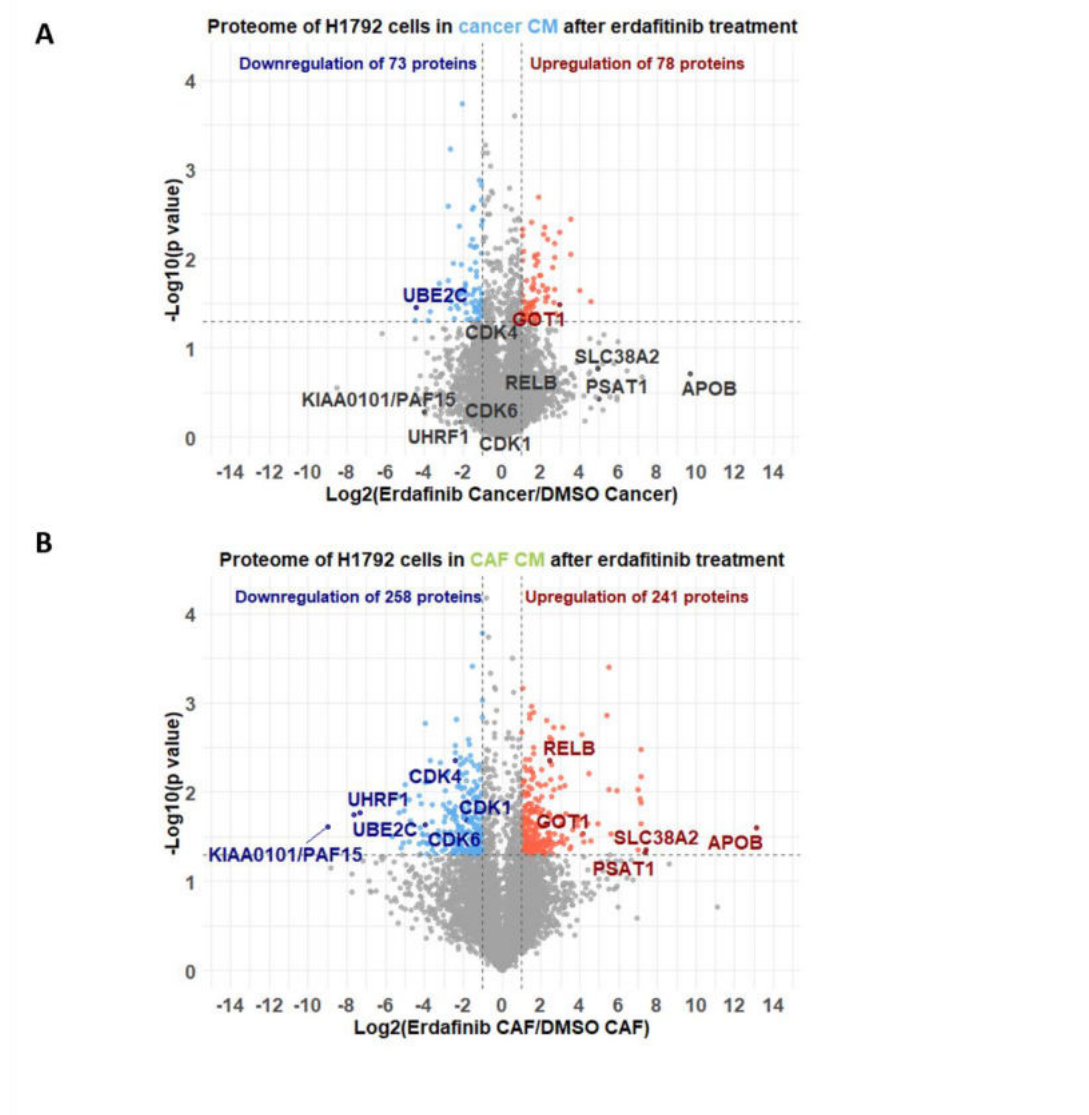 A
Proteome of H1792 cells in cancer CM after erdafitinib treatment
Downregulation of 73 proteins
Upregulation of 78 proteins
4
3
2
1
0
-Log10(p value)
UBE2C
GOT1
CDK4
SLC38A2
RELB
PSAT1
APOB
KIAA0101/PAF15
CDK6
UHRF1
CDK1
-14 -12 -10 -8 -6 -4 -2 0 2 4 6 8 10 12 14
Log2(Erdafinib Cancer/DMSO Cancer)
B
Proteome of H1792 cells in CAF CM after erdafitinib treatment
Downregulation of 258 proteins
Upregulation of 241 proteins
4
3
2
1
0
-Log10(p value)
RELB
CDK4
UHRF1
CDK1
UBE2C
GOT1
CDK6
SLC38A2
APOB
KIAA0101/PAF15
PSAT1
-14 -12 -10 -8 -6 -4 -2 0 2 4 6 8 10 12 14
Log2(Erdafinib CAF/DMSO CAF)